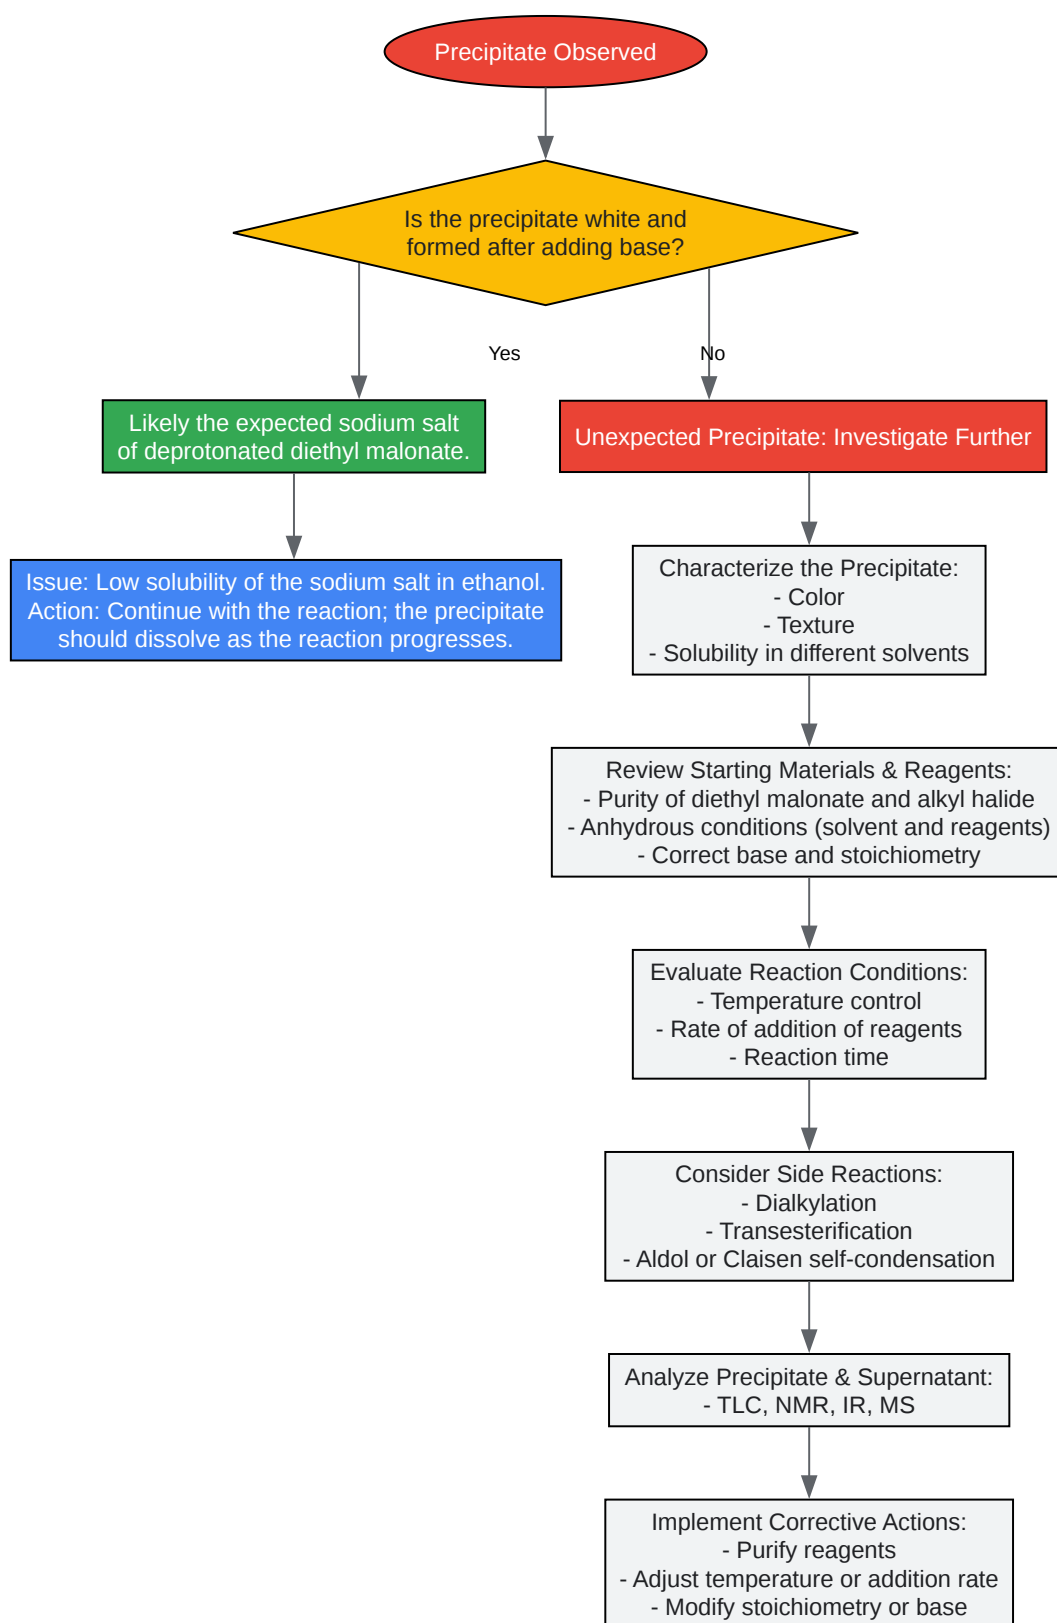 Precipitate Observed
Is the precipitate white and
formed after adding base?
Yes
No
Likely the expected sodium salt
of deprotonated diethyl malonate.
Unexpected Precipitate: Investigate Further
Issue: Low solubility of the sodium salt in ethanol.
Action: Continue with the reaction; the precipitate
should dissolve as the reaction progresses.
Characterize the Precipitate:
- Color
- Texture
- Solubility in different solvents
Review Starting Materials & Reagents:
- Purity of diethyl malonate and alkyl halide
- Anhydrous conditions (solvent and reagents)
- Correct base and stoichiometry
Evaluate Reaction Conditions:
- Temperature control
- Rate of addition of reagents
- Reaction time
Consider Side Reactions:
- Dialkylation
- Transesterification
- Aldol or Claisen self-condensation
Analyze Precipitate & Supernatant:
- TLC, NMR, IR, MS
Implement Corrective Actions:
- Purify reagents
- Adjust temperature or addition rate
- Modify stoichiometry or base